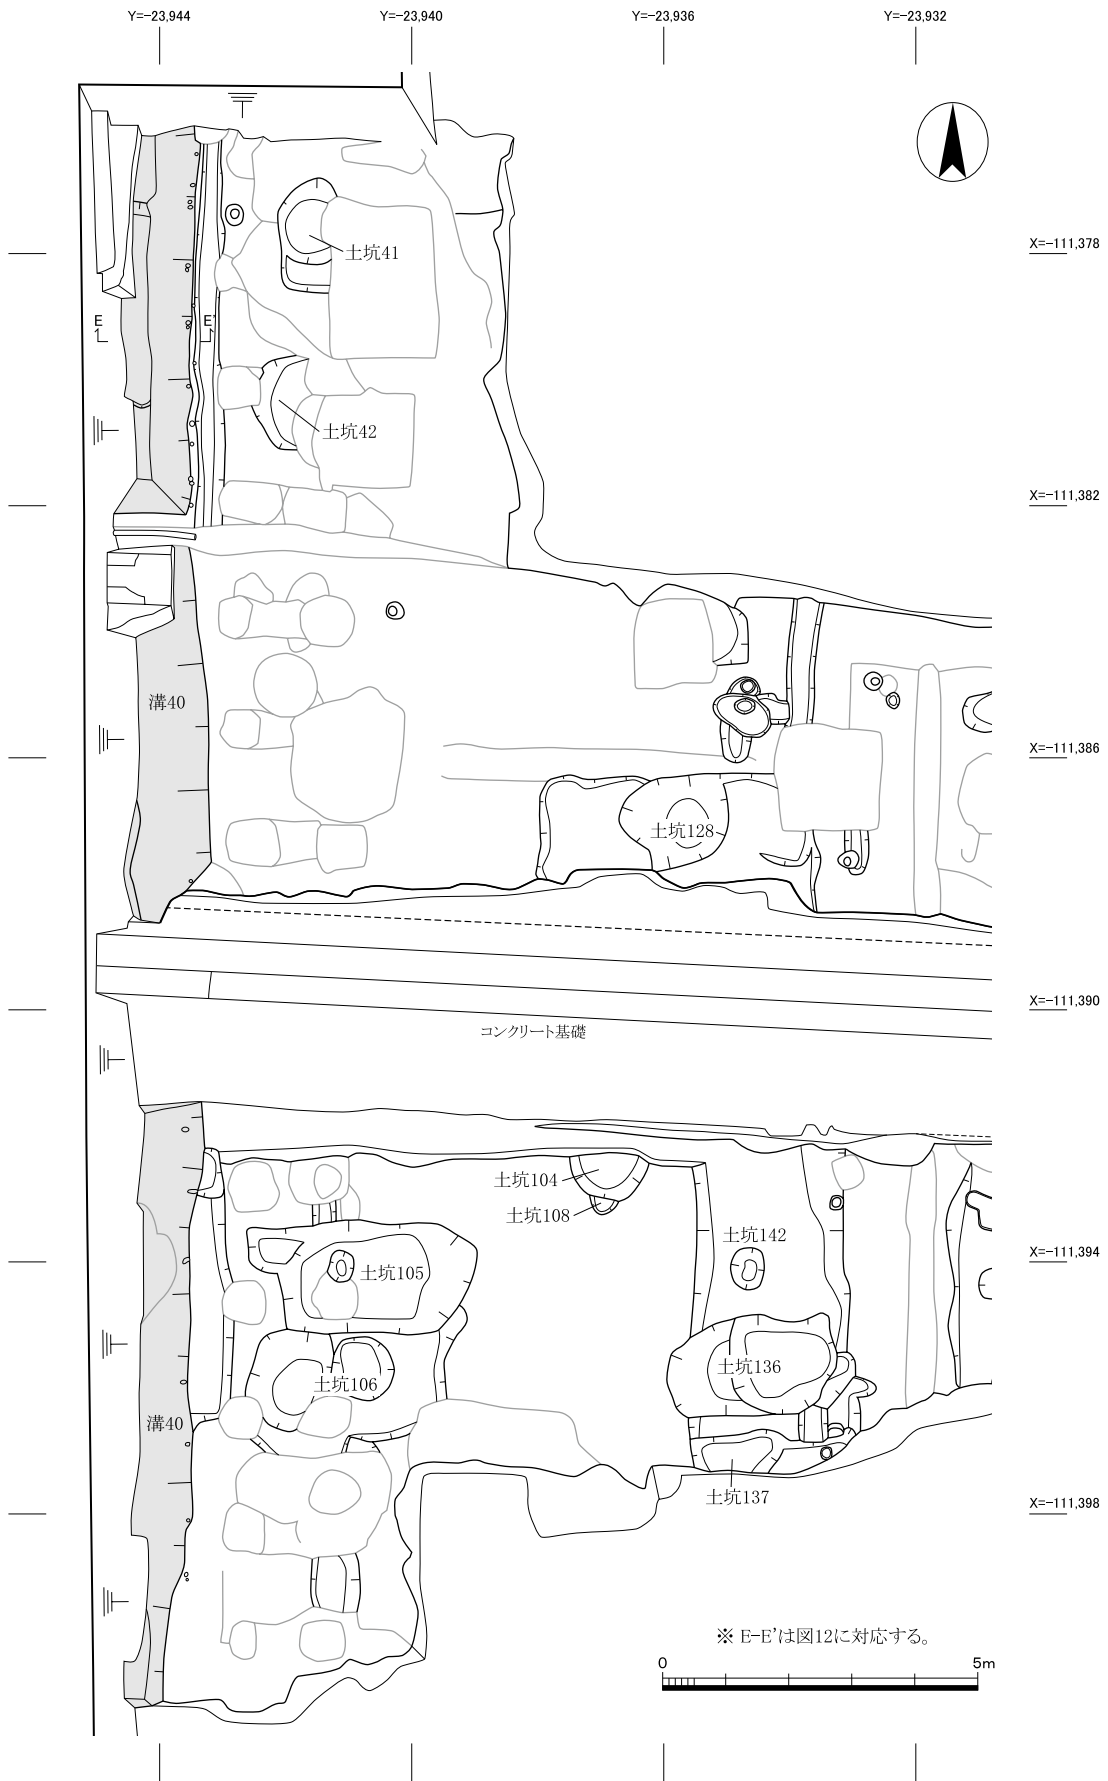 Y=-23,944
Y=-23,940
Y=-23,936
Y=-23,932
X=-111,378
土坑41
E
E'
土坑42
X=-111,382
溝40
X=-111,386
土坑128
X=-111,390
コンクリート基礎
土坑104
土坑108
土坑142
X=-111,394
土坑105
土坑136
土坑106
溝40
土坑137
X=-111,398
※ E-E’は図12に対応する。
0
5m